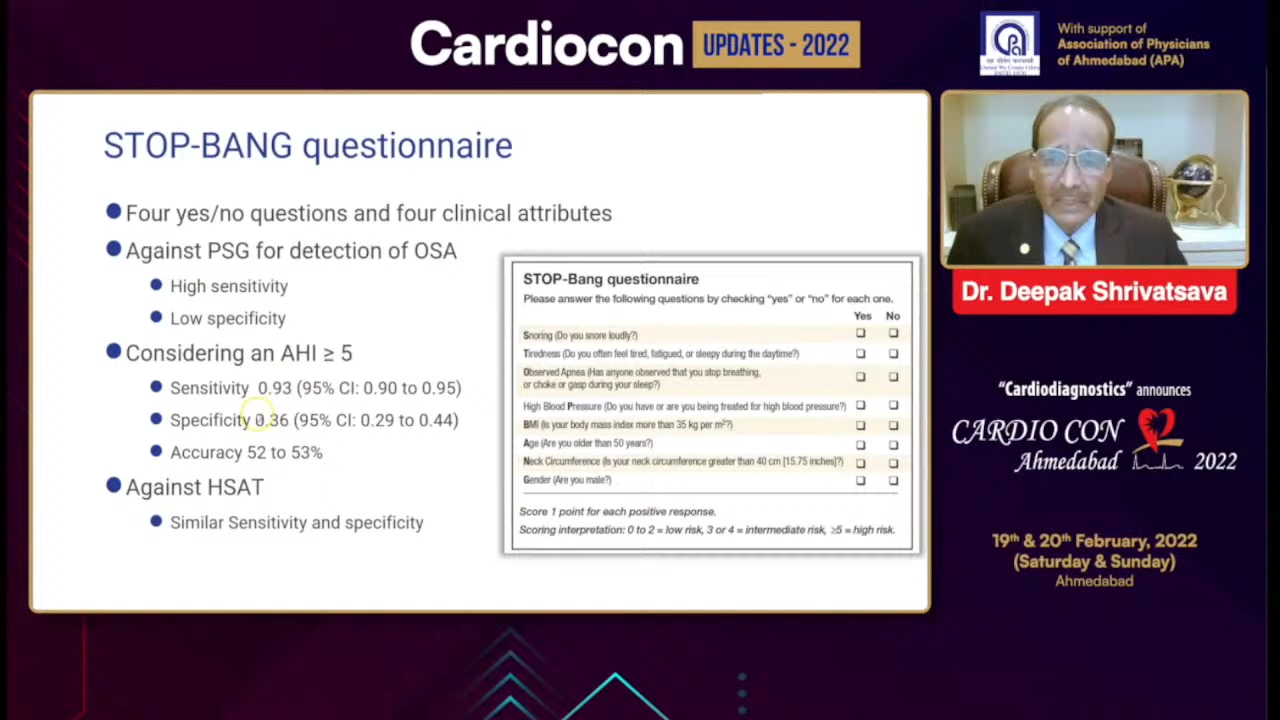 Cardiocon UPDATES - 2022
With support of
Association of Physicians
of Ahmedabad (APA)
STOP-BANG questionnaire
Four yes/no questions and four clinical attributes
Against PSG for detection of OSA
High sensitivity
Low specificity
Considering an AHI ≥ 5
Sensitivity 0.93 (95% CI: 0.90 to 0.95)
Specificity 0.36 (95% CI: 0.29 to 0.44)
Accuracy 52 to 53%
Against HSAT
Similar Sensitivity and specificity
STOP-Bang questionnaire
Please answer the following questions by checking “yes” or “no” for each one.
Yes No
Snoring (Do you snore loudly?)
Tiredness (Do you often feel tired, fatigued, or sleepy during the daytime?)
Observed Apnea (Has anyone observed that you stop breathing,
or choke or gasp during your sleep?)
High Blood Pressure (Do you have or are you being treated for high blood pressure?)
BMI (Is your body mass index more than 35 kg per m²?)
Age (Are you older than 50 years?)
Neck Circumference (Is your neck circumference greater than 40 cm [15.75 inches]?)
Gender (Are you male?)
Score 1 point for each positive response.
Scoring interpretation: 0 to 2 = low risk, 3 or 4 = intermediate risk, ≥5 = high risk.
Dr. Deepak Shrivatsava
“Cardiodiagnostics” announces
CARDIO CON
Ahmedabad 2022
19th & 20th February, 2022
(Saturday & Sunday)
Ahmedabad